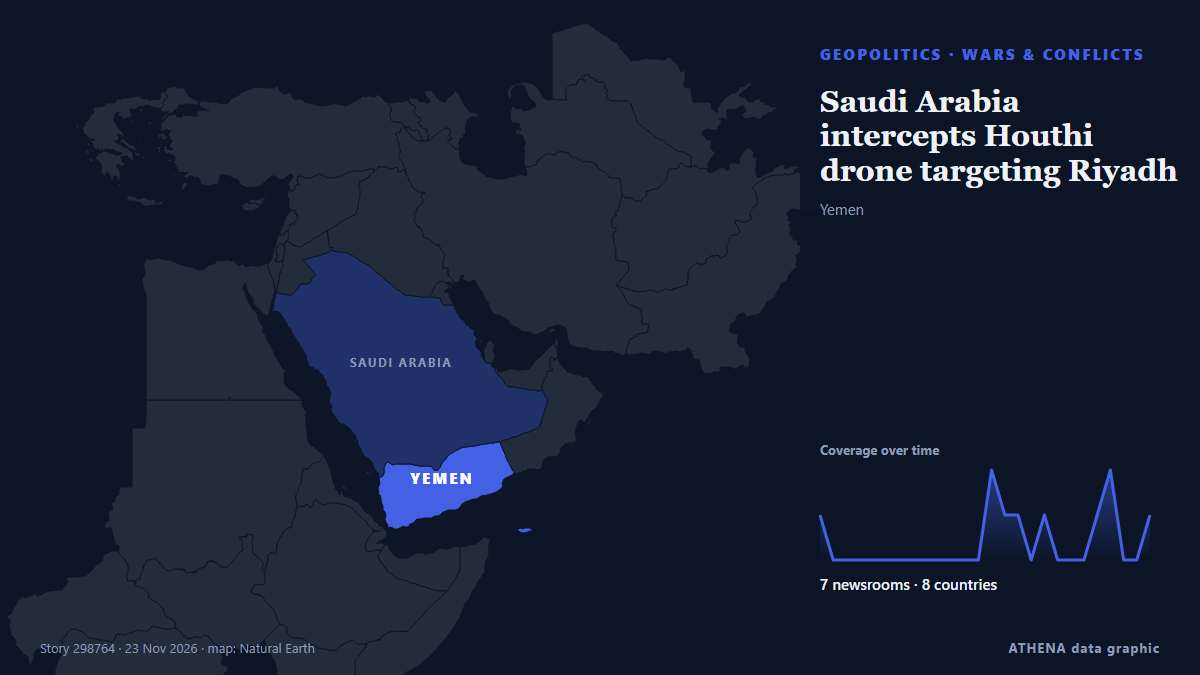 GEOPOLITICS · WARS & CONFLICTS
Saudi Arabia
intercepts Houthi
drone targeting Riyadh
Yemen
SAUDI ARABIA
YEMEN
Coverage over time
7 newsrooms · 8 countries
Story 298764 · 23 Nov 2026 · map: Natural Earth
ATHENA data graphic